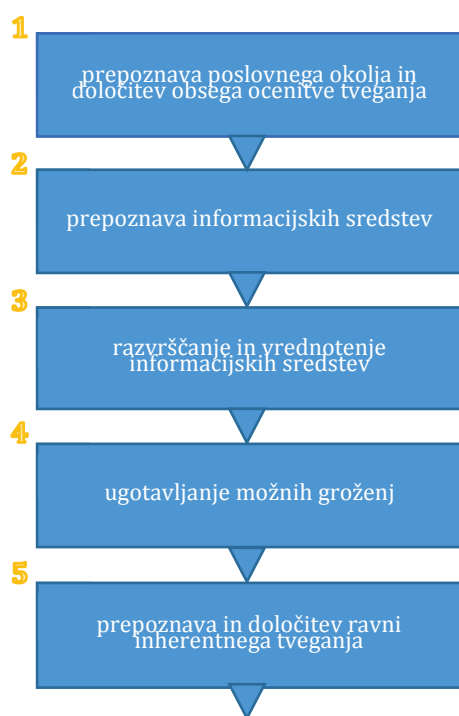 1
prepoznava poslovnega okolja in
določitev obsega ocenitve tveganja
2
prepoznava informacijskih sredstev
3
razvrščanje in vrednotenje
informacijskih sredstev
4
ugotavljanje možnih groženj
5
prepoznava in določitev ravni
inherentnega tveganja